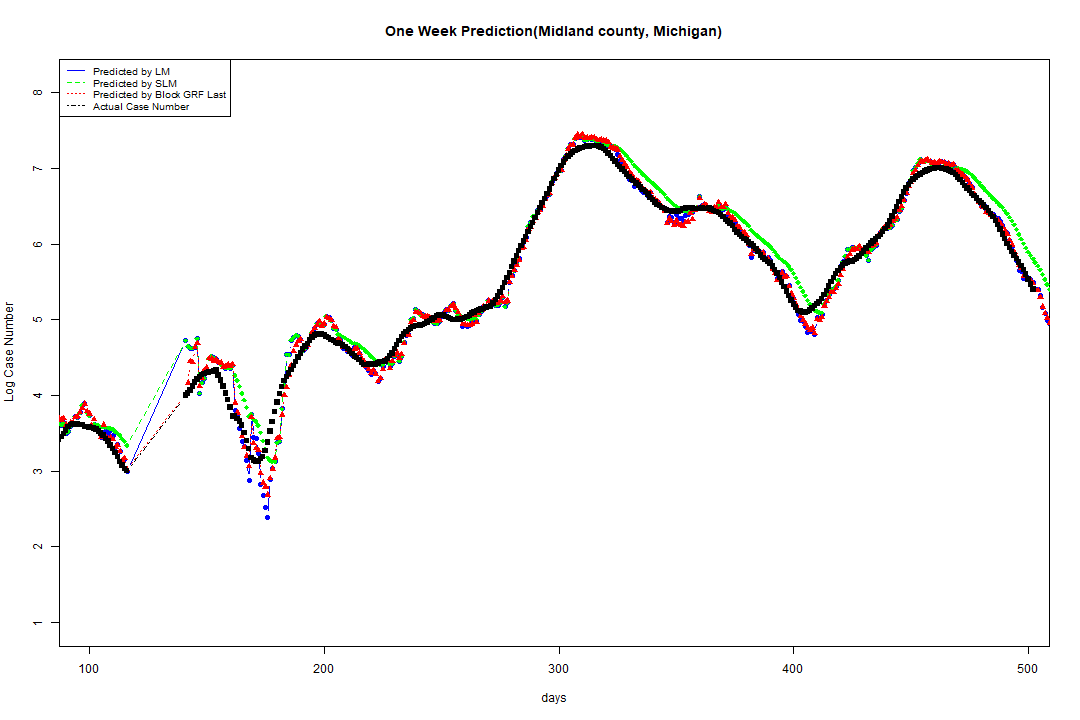 One Week Prediction(Midland county, Michigan)
Predicted by LM
Predicted by SLM
Predicted by Block GRF Last
Actual Case Number
Log Case Number
8
7
6
5
4
3
2
1
100 200 300 400 500
days